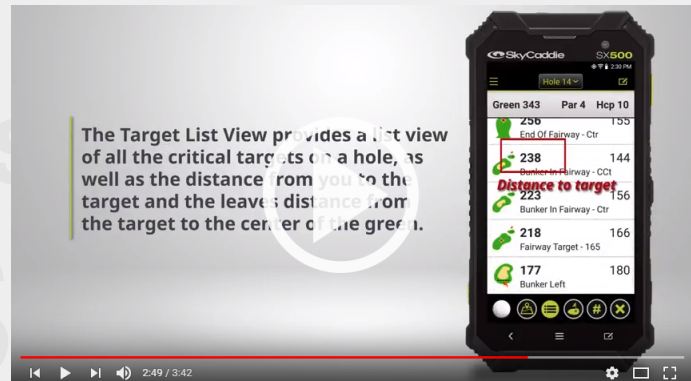 SkyCaddie SX500
2:38 PM
Hole 14
Green 343 Par 4 Hcp 10
The Target List View provides a list view
of all the critical targets on a hole, as
well as the distance from you to the
target and the leaves distance from
the target to the center of the green.
256 155
End Of Fairway - Ctr
238 144
Bunker In Fairway - CCt
Distance to target
223 156
Bunker In Fairway - Ctr
218 166
Fairway Target - 165
177 180
Bunker Left
#
2:49 / 3:42